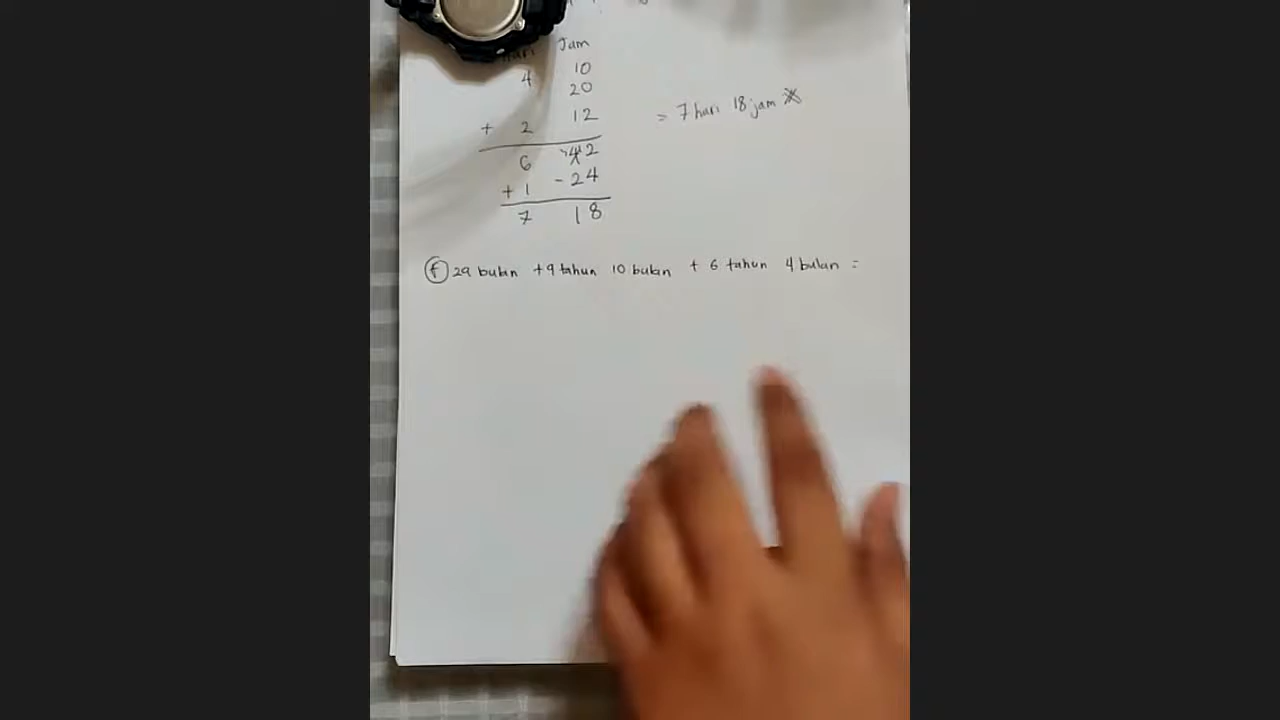 hari Jam
4 10
20
+ 2 12
6 42
+ 1 - 24
7 18
= 7 hari 18 jam
f 29 bulan + 9 tahun 10 bulan + 6 tahun 4 bulan =